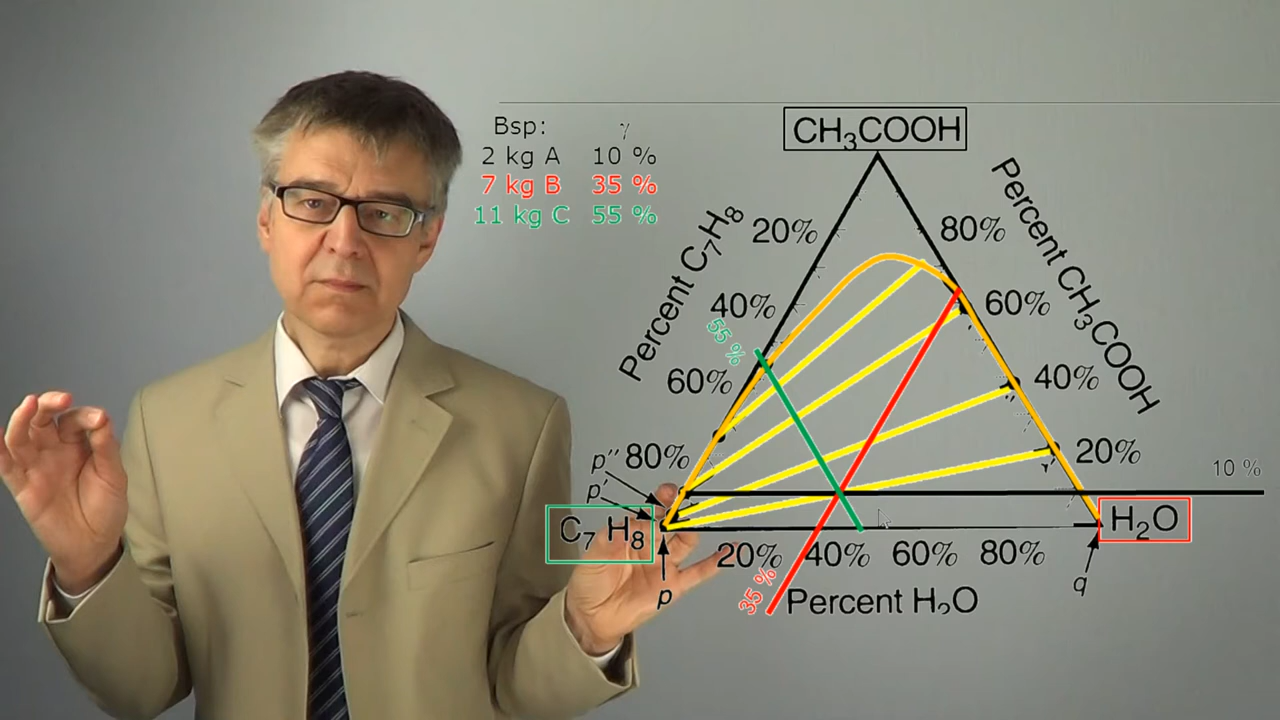 Bsp: γ
2 kg A 10 %
7 kg B 35 %
11 kg C 55 %
CH₃COOH
Percent C₇H₈
Percent CH₃COOH
20%
40%
60%
80%
80%
60%
40%
20%
55 %
10 %
p''
p'
C₇ H₈
H₂O
20% 40% 60% 80%
35 %
p
Percent H₂O
q